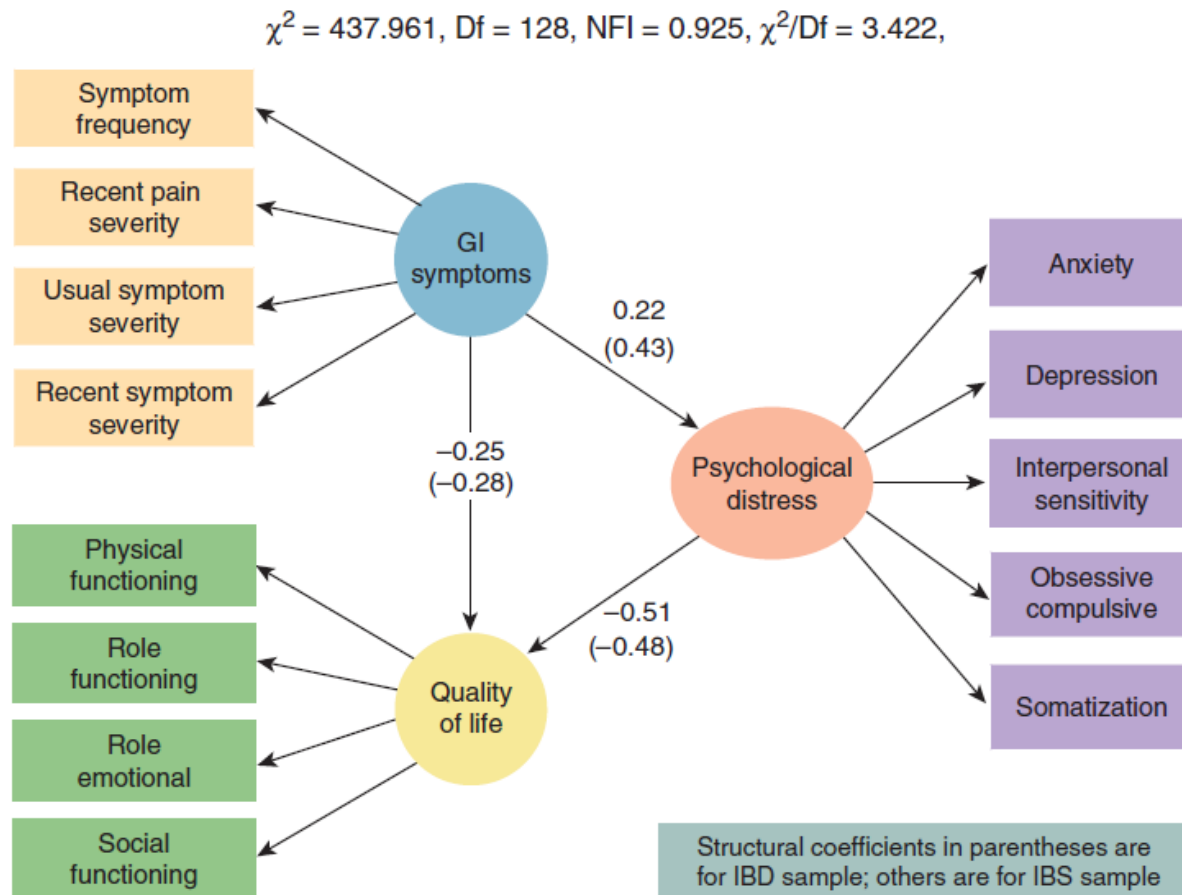 χ² = 437.961, Df = 128, NFI = 0.925, χ²/Df = 3.422,
Symptom
frequency
Recent pain
severity
Usual symptom
severity
Recent symptom
severity
GI
symptoms
0.22
(0.43)
–0.25
(–0.28)
Psychological
distress
Anxiety
Depression
Interpersonal
sensitivity
Obsessive
compulsive
Somatization
–0.51
(–0.48)
Physical
functioning
Role
functioning
Role
emotional
Social
functioning
Quality
of life
Structural coefficients in parentheses are
for IBD sample; others are for IBS sample